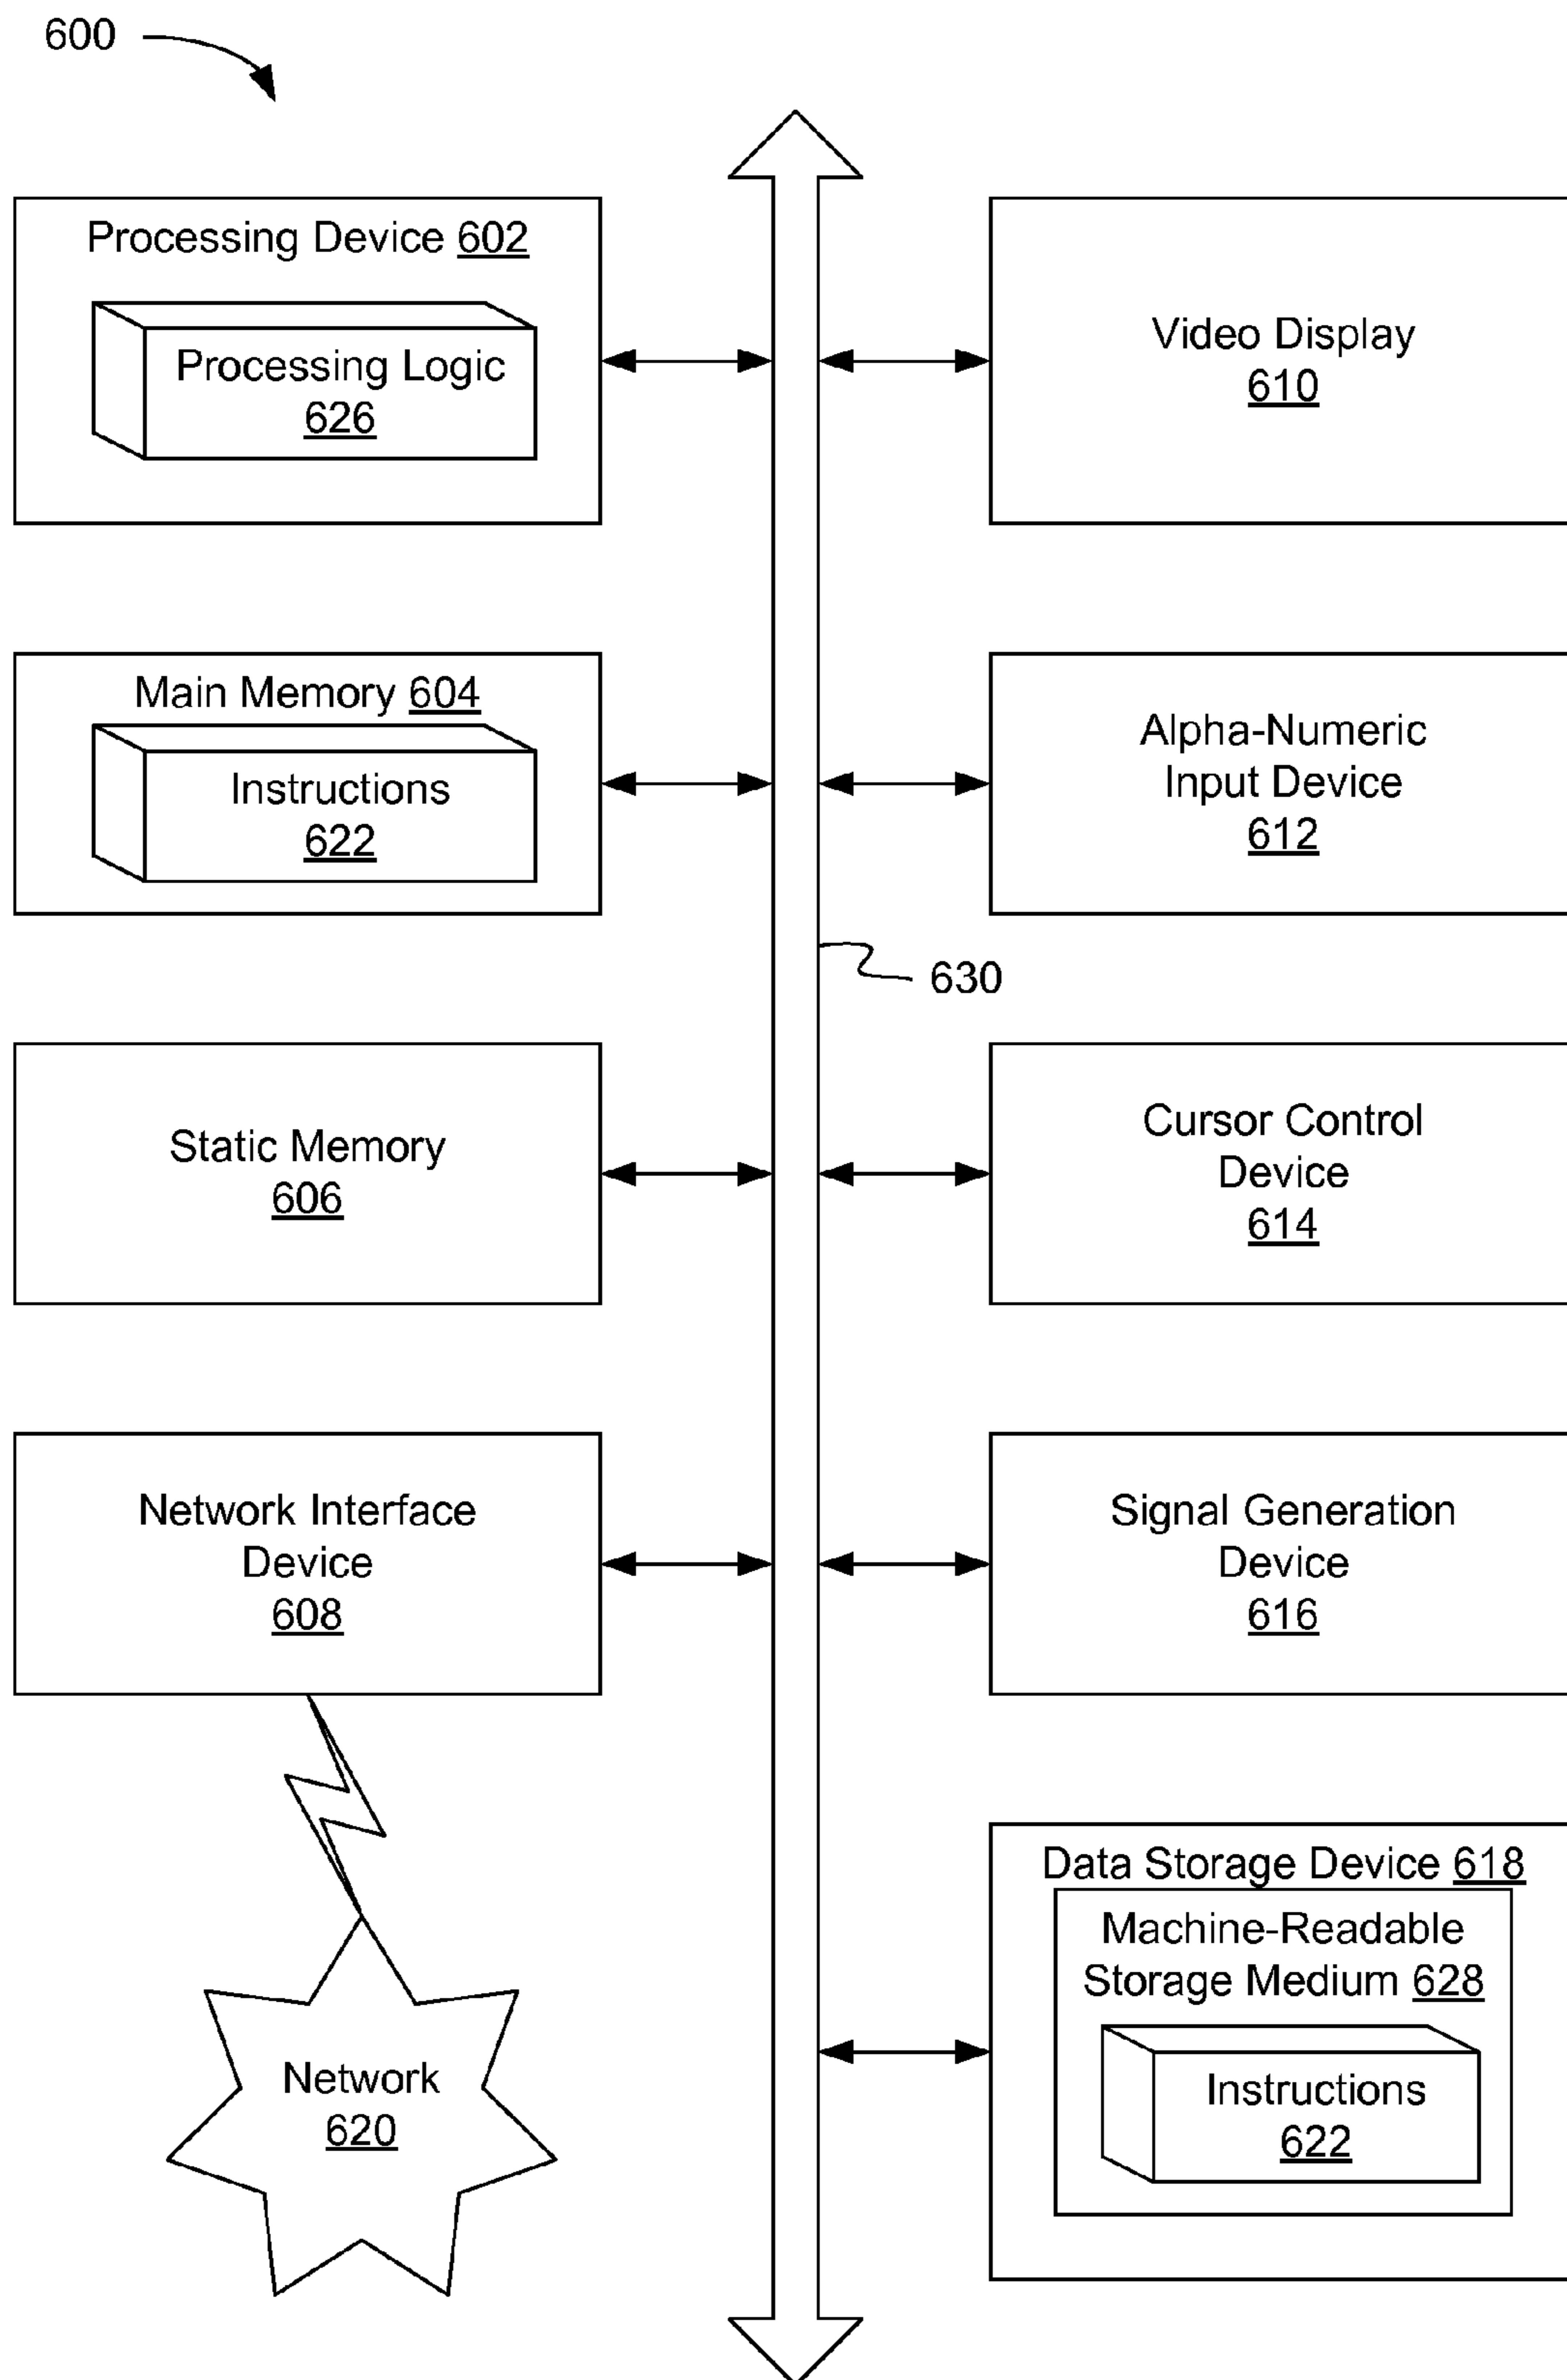 600
Processing Device 602
Processing Logic
626
Video Display
610
Main Memory 604
Instructions
622
Alpha-Numeric
Input Device
612
630
Static Memory
606
Cursor Control
Device
614
Network Interface
Device
608
Signal Generation
Device
616
Data Storage Device 618
Machine-Readable
Storage Medium 628
Instructions
622
Network
620